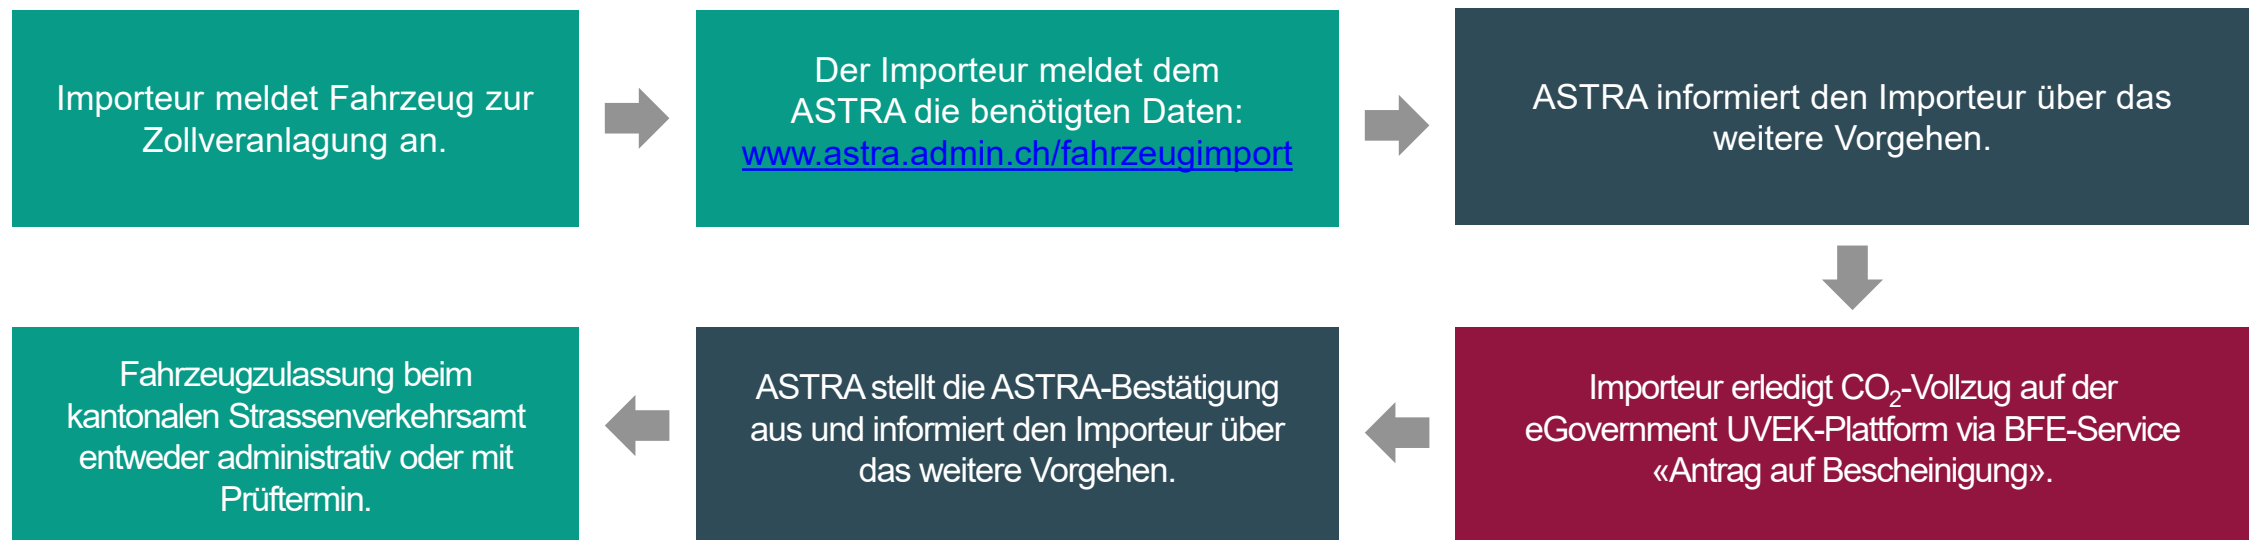 Importeur meldet Fahrzeug zur
Zollveranlagung an.
Der Importeur meldet dem
ASTRA die benötigten Daten:
www.astra.admin.ch/fahrzeugimport
ASTRA informiert den Importeur über das
weitere Vorgehen.
Importeur erledigt CO₂-Vollzug auf der
eGovernment UVEK-Plattform via BFE-Service
«Antrag auf Bescheinigung».
ASTRA stellt die ASTRA-Bestätigung
aus und informiert den Importeur über
das weitere Vorgehen.
Fahrzeugzulassung beim
kantonalen Strassenverkehrsamt
entweder administrativ oder mit
Prüftermin.